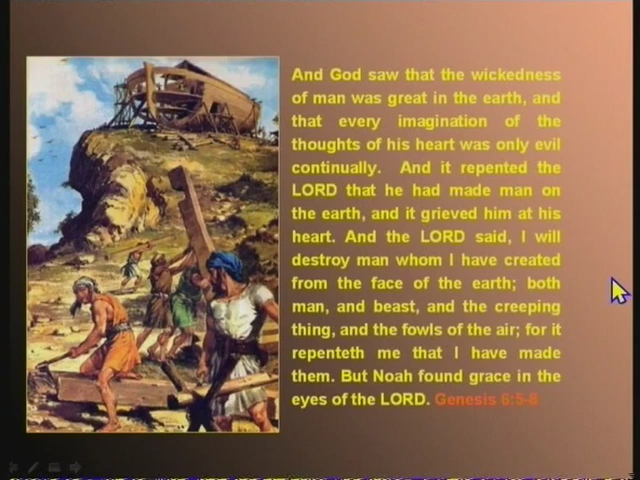 And God saw that the wickedness
of man was great in the earth, and
that every imagination of the
thoughts of his heart was only evil
continually. And it repented the
LORD that he had made man on
the earth, and it grieved him at his
heart. And the LORD said, I will
destroy man whom I have created
from the face of the earth; both
man, and beast, and the creeping
thing, and the fowls of the air; for it
repenteth me that I have made
them. But Noah found grace in the
eyes of the LORD. Genesis 6:5-8